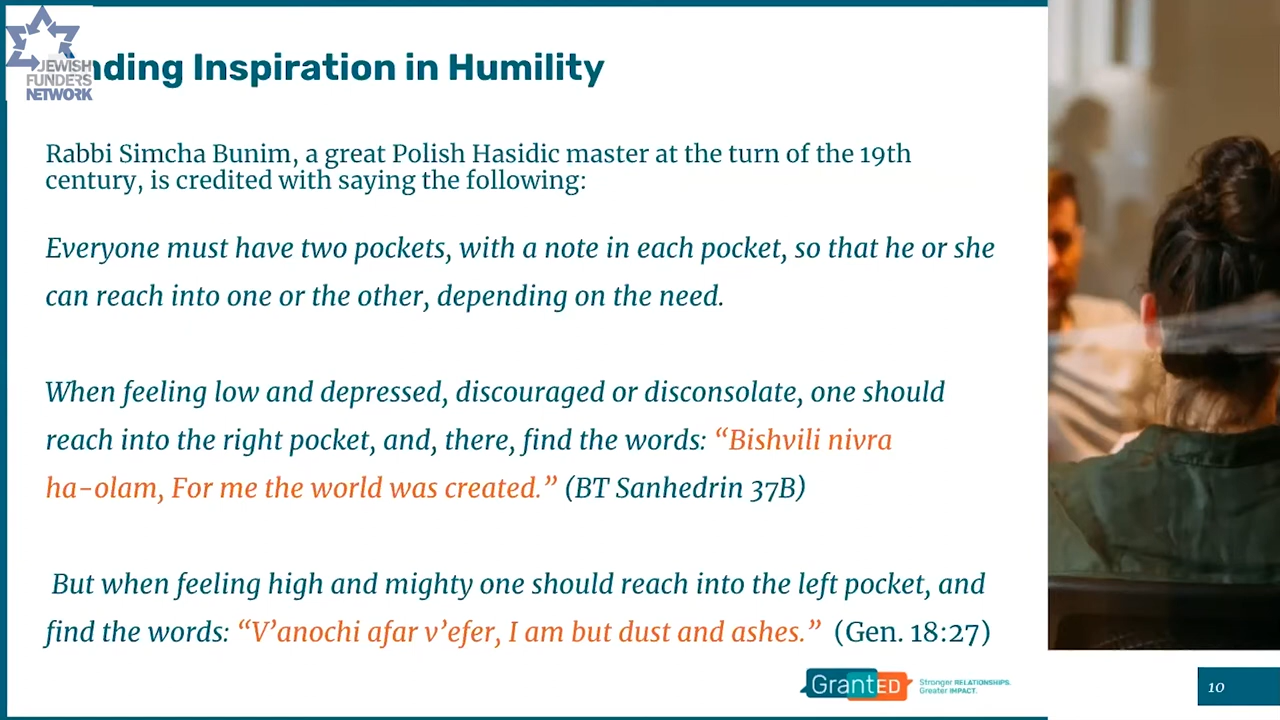 JEWISH
FUNDERS
NETWORK
nding Inspiration in Humility
Rabbi Simcha Bunim, a great Polish Hasidic master at the turn of the 19th
century, is credited with saying the following:
Everyone must have two pockets, with a note in each pocket, so that he or she
can reach into one or the other, depending on the need.
When feeling low and depressed, discouraged or disconsolate, one should
reach into the right pocket, and, there, find the words: “Bishvili nivra
ha-olam, For me the world was created.” (BT Sanhedrin 37B)
But when feeling high and mighty one should reach into the left pocket, and
find the words: “V’anochi afar v’efer, I am but dust and ashes.” (Gen. 18:27)
GrantED
Stronger RELATIONSHIPS.
Greater IMPACT.
10